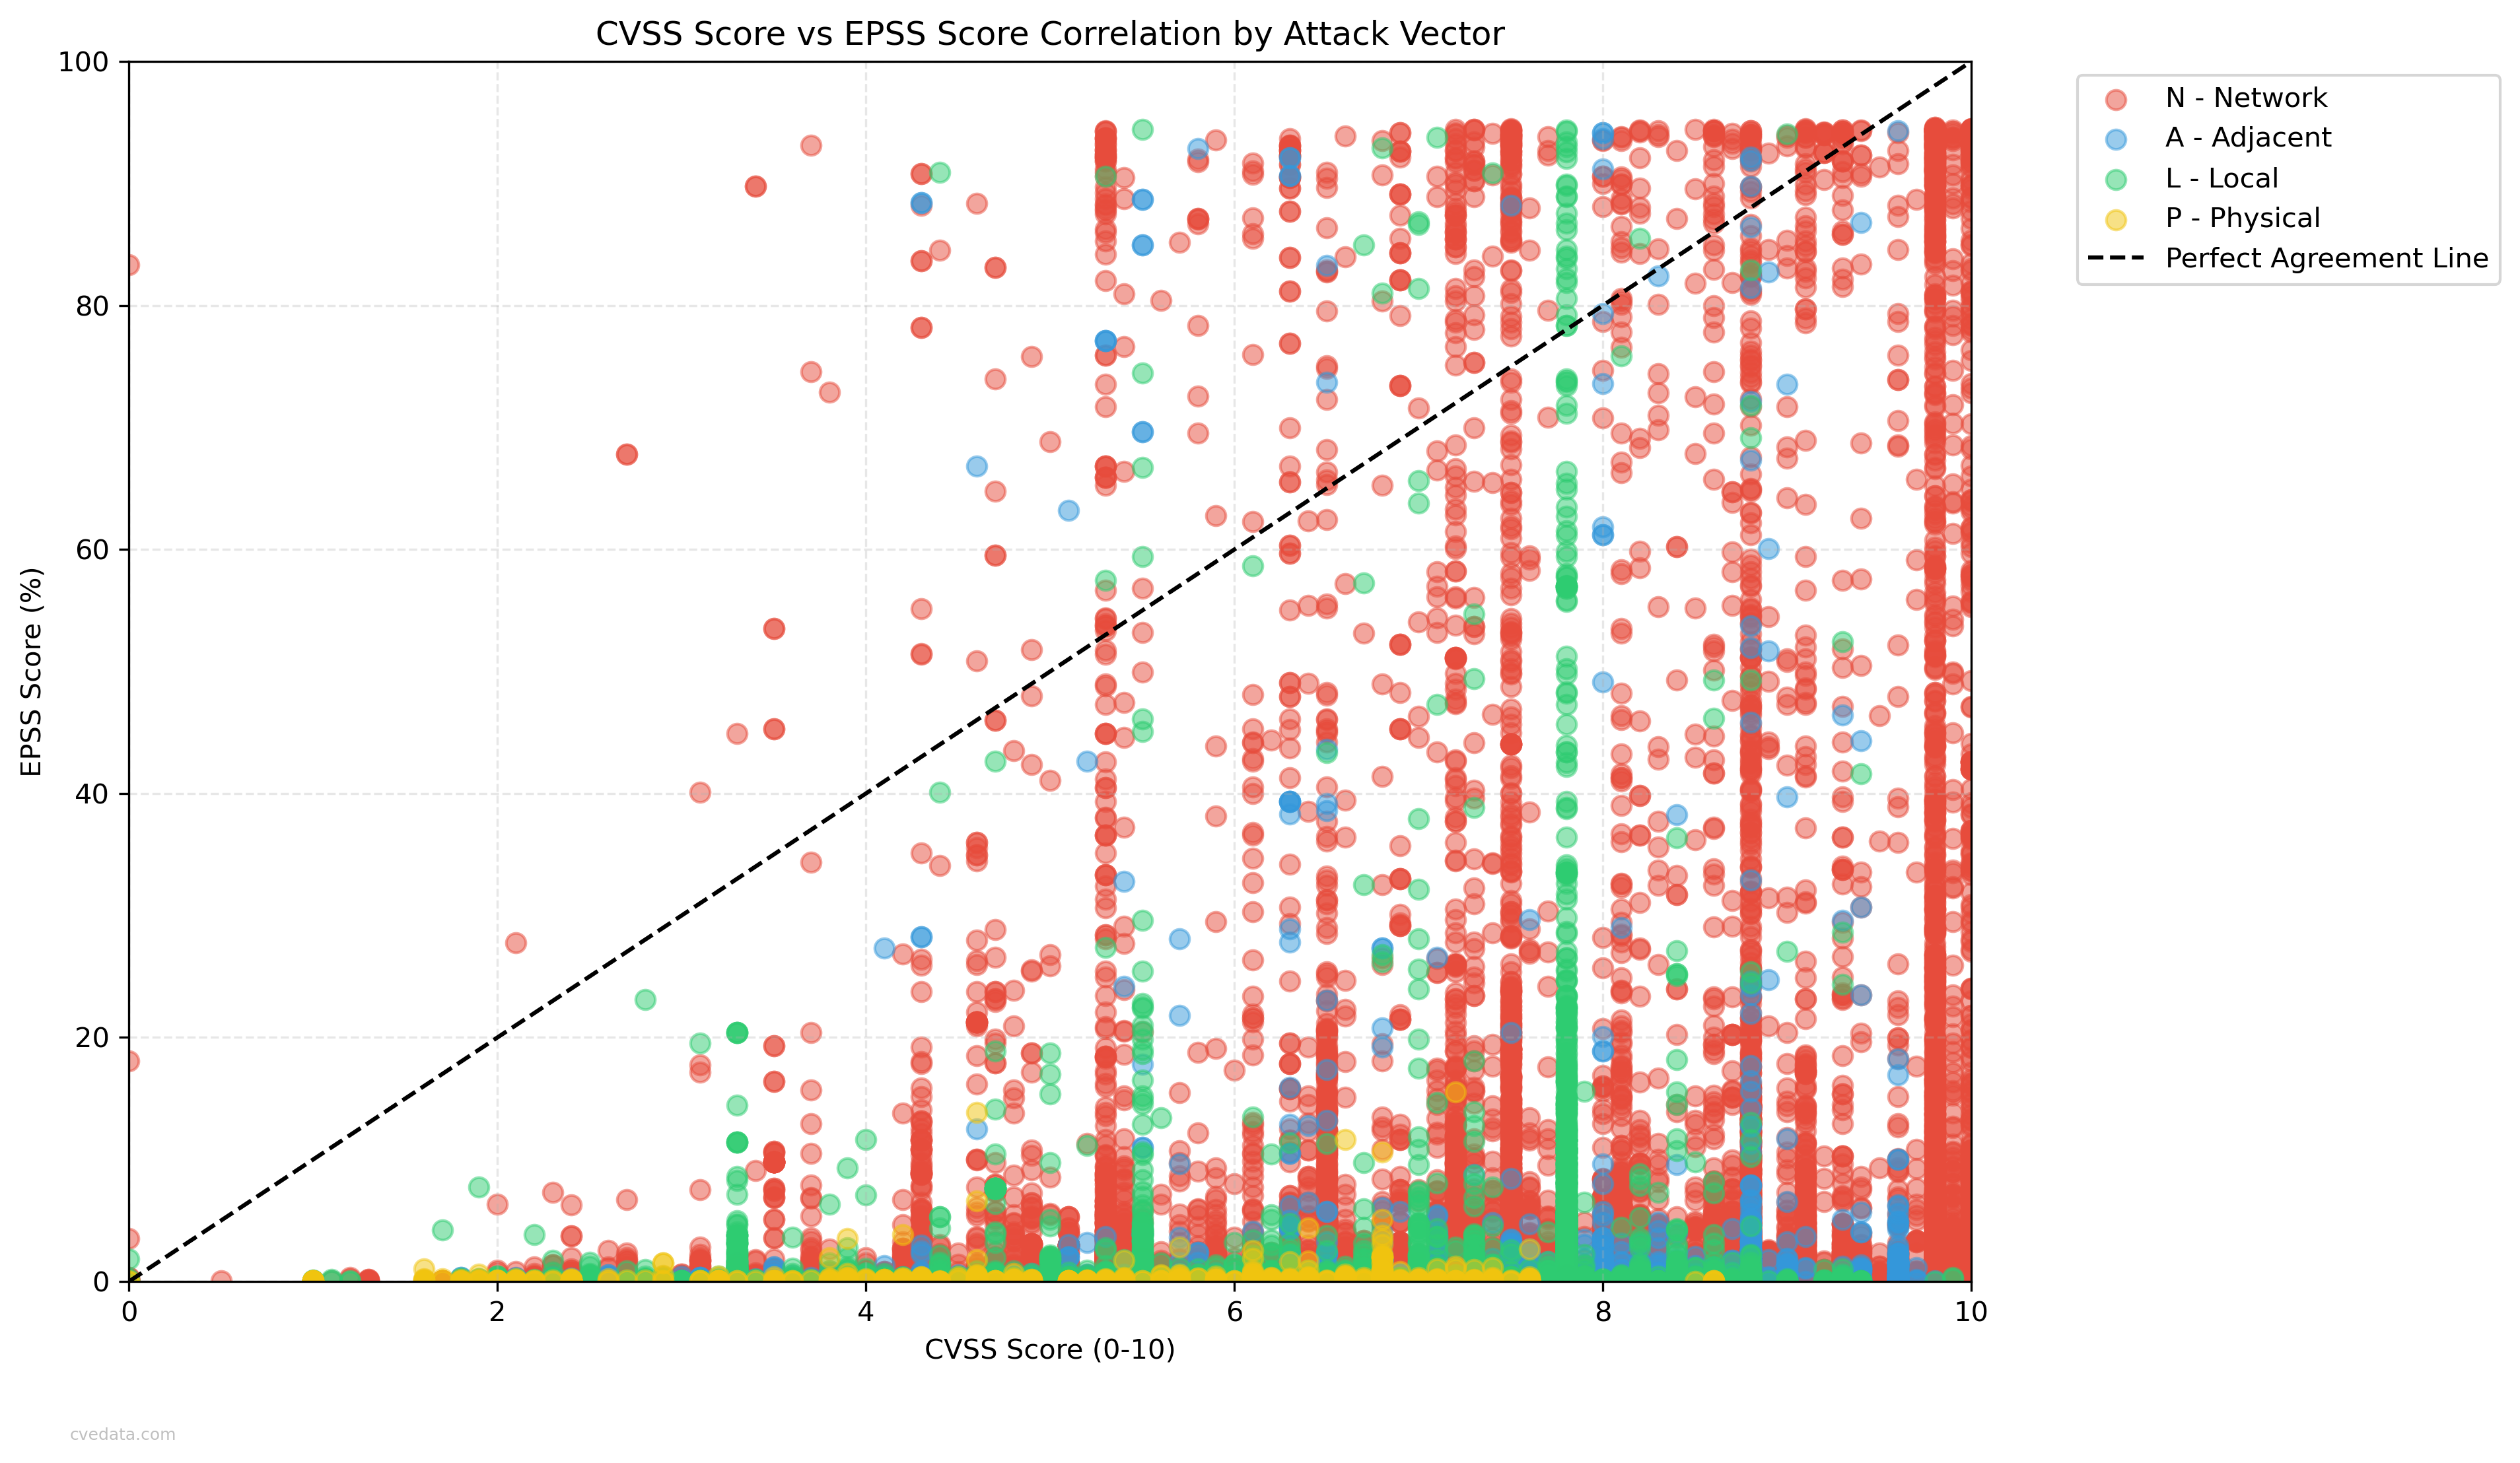 CVSS Score vs EPSS Score Correlation by Attack Vector
100
80
60
40
20
0
EPSS Score (%)
0
2
4
6
8
10
CVSS Score (0-10)
N - Network
A - Adjacent
L - Local
P - Physical
Perfect Agreement Line
cvedata.com